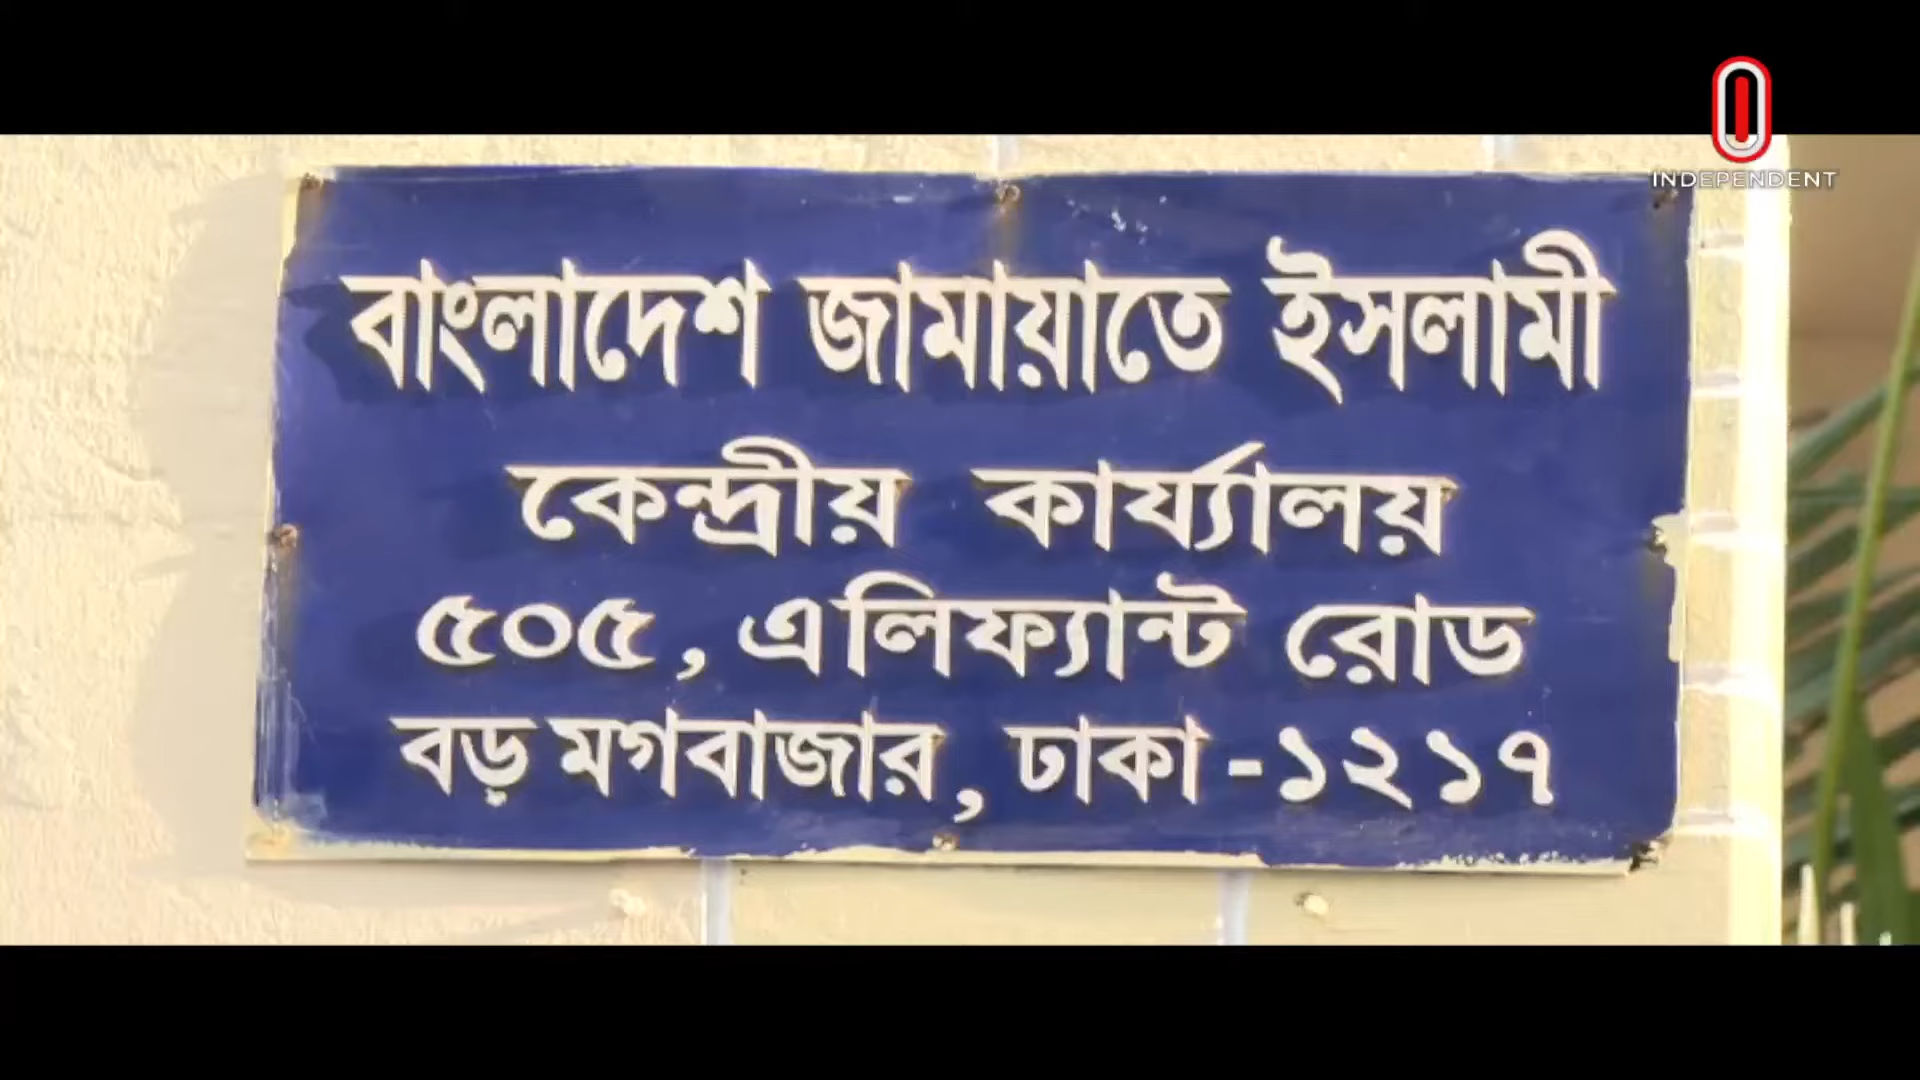 INDEPENDENT
বাংলাদেশ জামায়াতে ইসলামী
কেন্দ্রীয় কার্য্যালয়
৫০৫, এলিফ্যান্ট রোড
বড় মগবাজার, ঢাকা -১২১৭